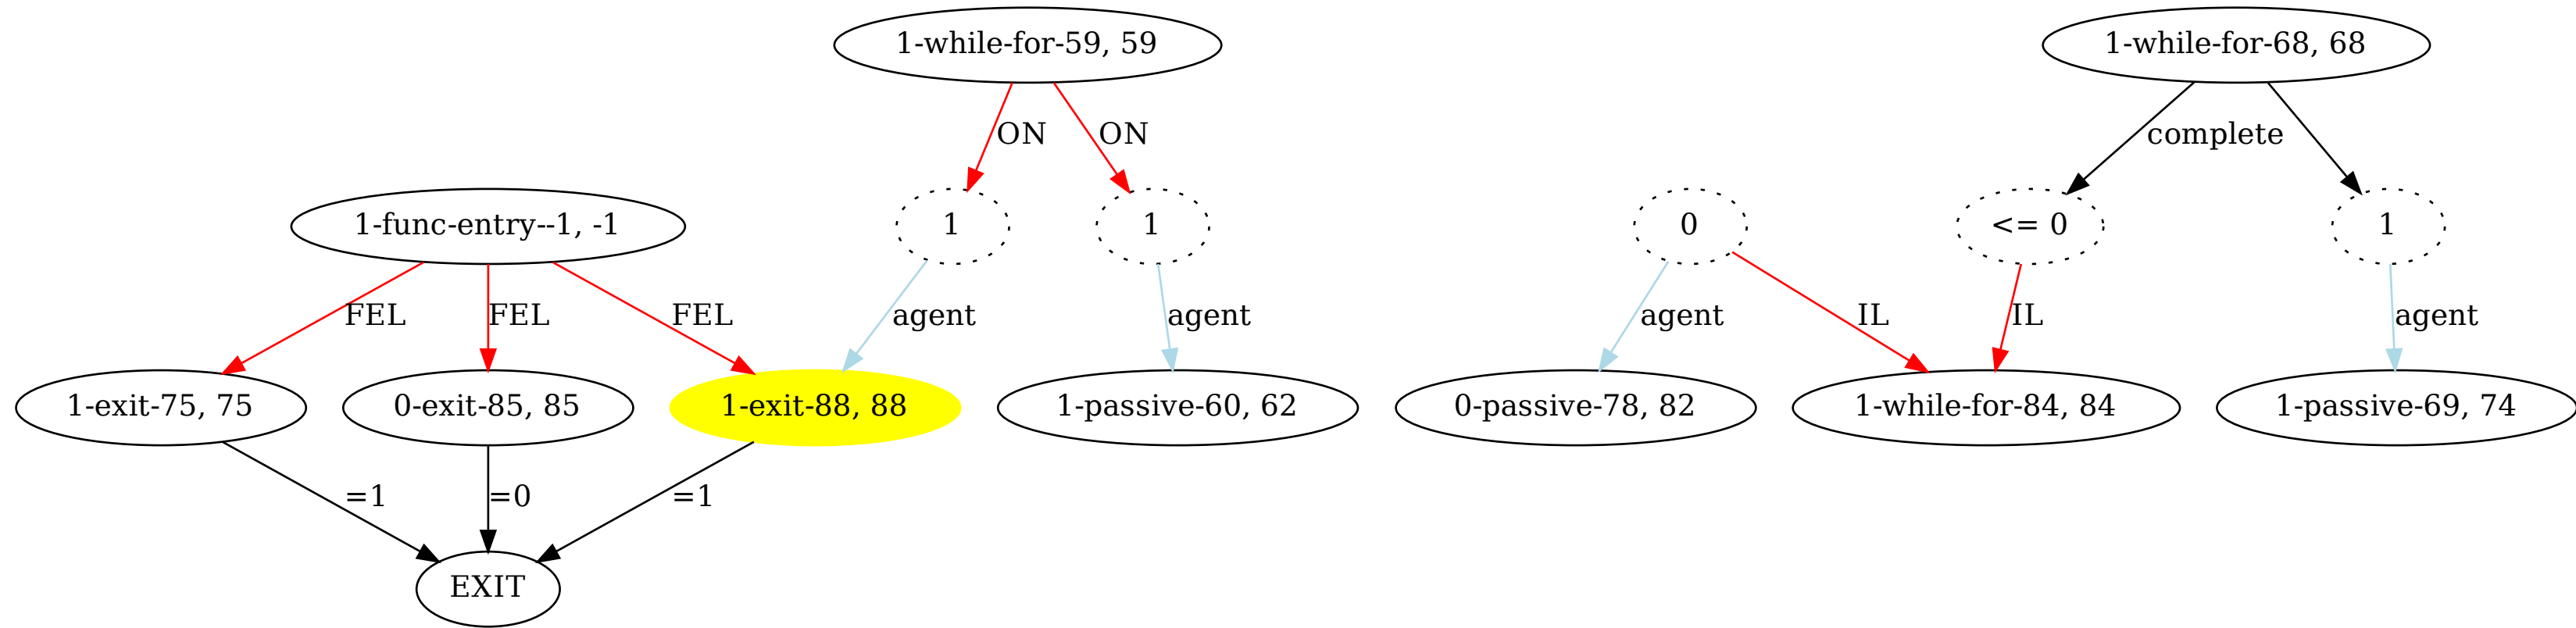 1-while-for-59, 59
1-while-for-68, 68
ON
ON
complete
1-func-entry--1, -1
1
1
0
<= 0
1
FEL
FEL
FEL
agent
agent
agent
IL
IL
agent
1-exit-75, 75
0-exit-85, 85
1-exit-88, 88
1-passive-60, 62
0-passive-78, 82
1-while-for-84, 84
1-passive-69, 74
=1
=0
=1
EXIT